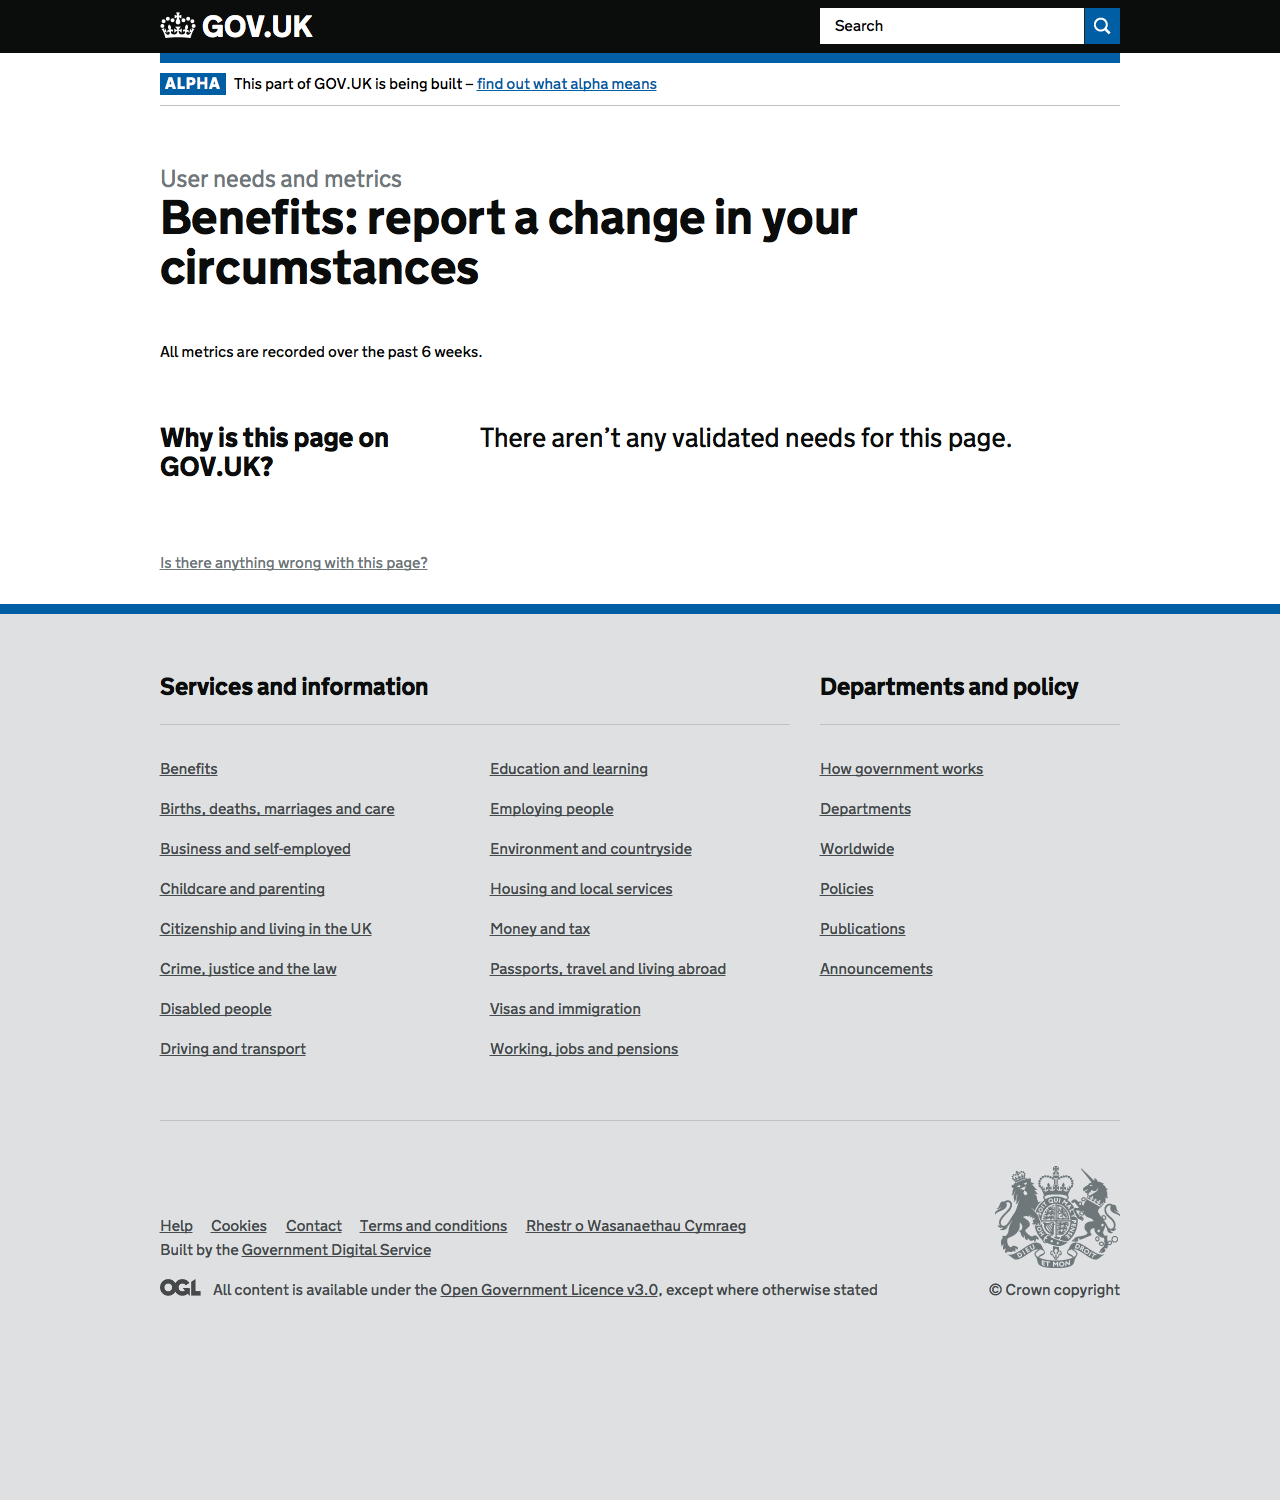 GOV.UK
Search
ALPHA This part of GOV.UK is being built – find out what alpha means
User needs and metrics
Benefits: report a change in your
circumstances
All metrics are recorded over the past 6 weeks.
Why is this page on
GOV.UK?
There aren’t any validated needs for this page.
Is there anything wrong with this page?
Services and information
Benefits
Births, deaths, marriages and care
Business and self-employed
Childcare and parenting
Citizenship and living in the UK
Crime, justice and the law
Disabled people
Driving and transport
Education and learning
Employing people
Environment and countryside
Housing and local services
Money and tax
Passports, travel and living abroad
Visas and immigration
Working, jobs and pensions
Departments and policy
How government works
Departments
Worldwide
Policies
Publications
Announcements
Help Cookies Contact Terms and conditions Rhestr o Wasanaethau Cymraeg
Built by the Government Digital Service
OGL All content is available under the Open Government Licence v3.0, except where otherwise stated
DIEU ET MON DROIT
© Crown copyright